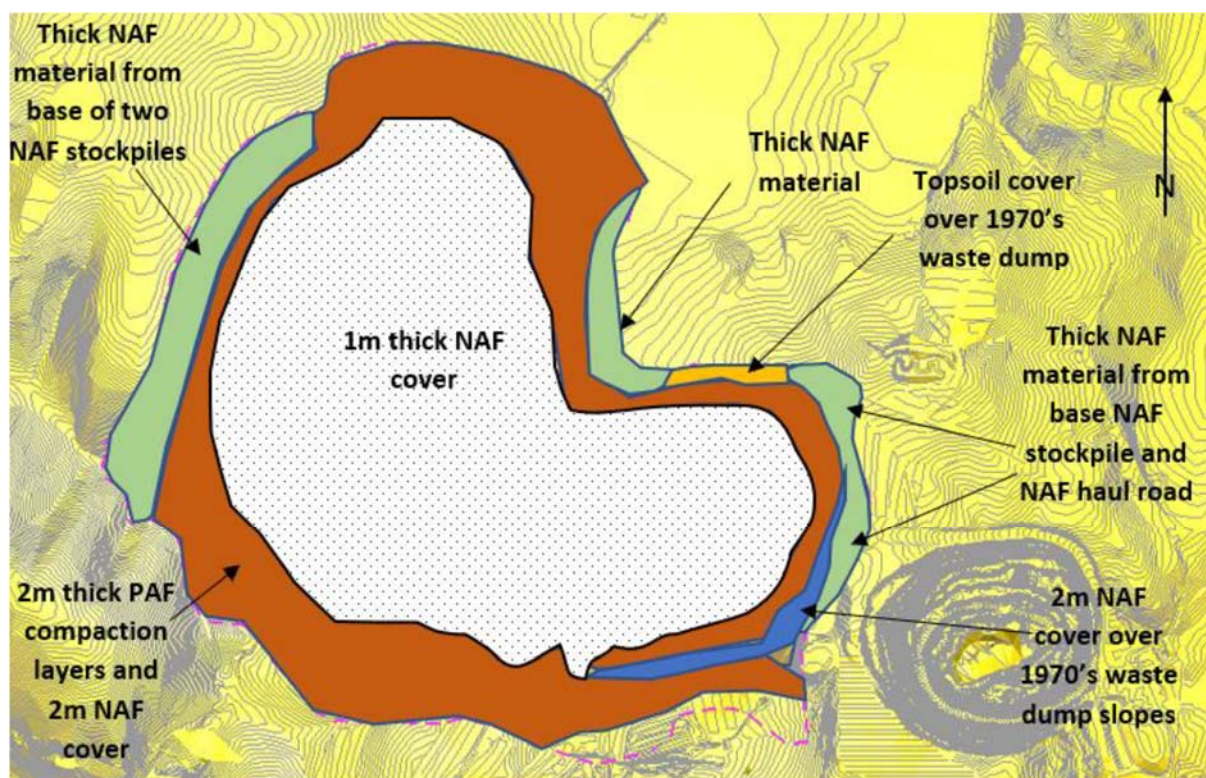 Thick NAF
material from
base of two
NAF stockpiles
Thick NAF
material
Topsoil cover
over 1970's
waste dump
N
1m thick NAF
cover
Thick NAF
material from
base NAF
stockpile and
NAF haul road
2m thick PAF
compaction
layers and
2m NAF
cover
2m NAF
cover over
1970's waste
dump slopes